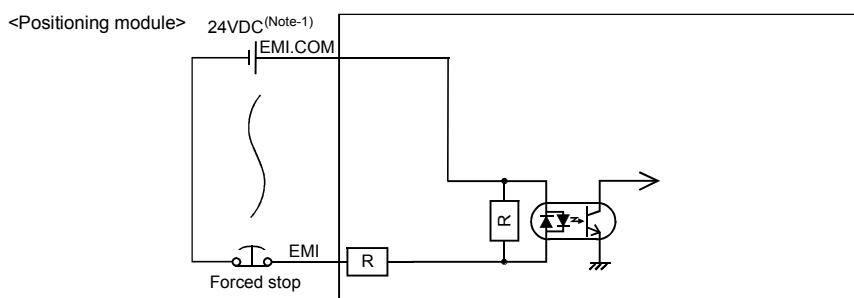 <Positioning module>
24VDC(Note-1)
EMI.COM
R
EMI
R
Forced stop